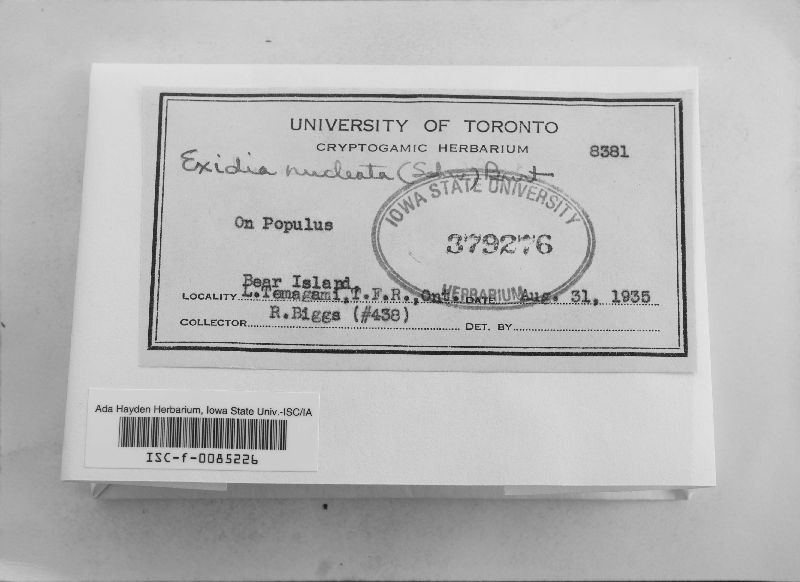 UNIVERSITY OF TORONTO
CRYPTOGAMIC HERBARIUM
8381
Exidia nucleata (Schw) Burt
IOWA STATE UNIVERSITY
379276
HERBARIUM
On Populus
Bear Island,
LOCALITY L.Temagami,T.F.R.,Ont. DATE Aug. 31, 1935
COLLECTOR R.Biggs (#438) DET. BY
Ada Hayden Herbarium, Iowa State Univ.-ISC/IA
ISC-f-0085226